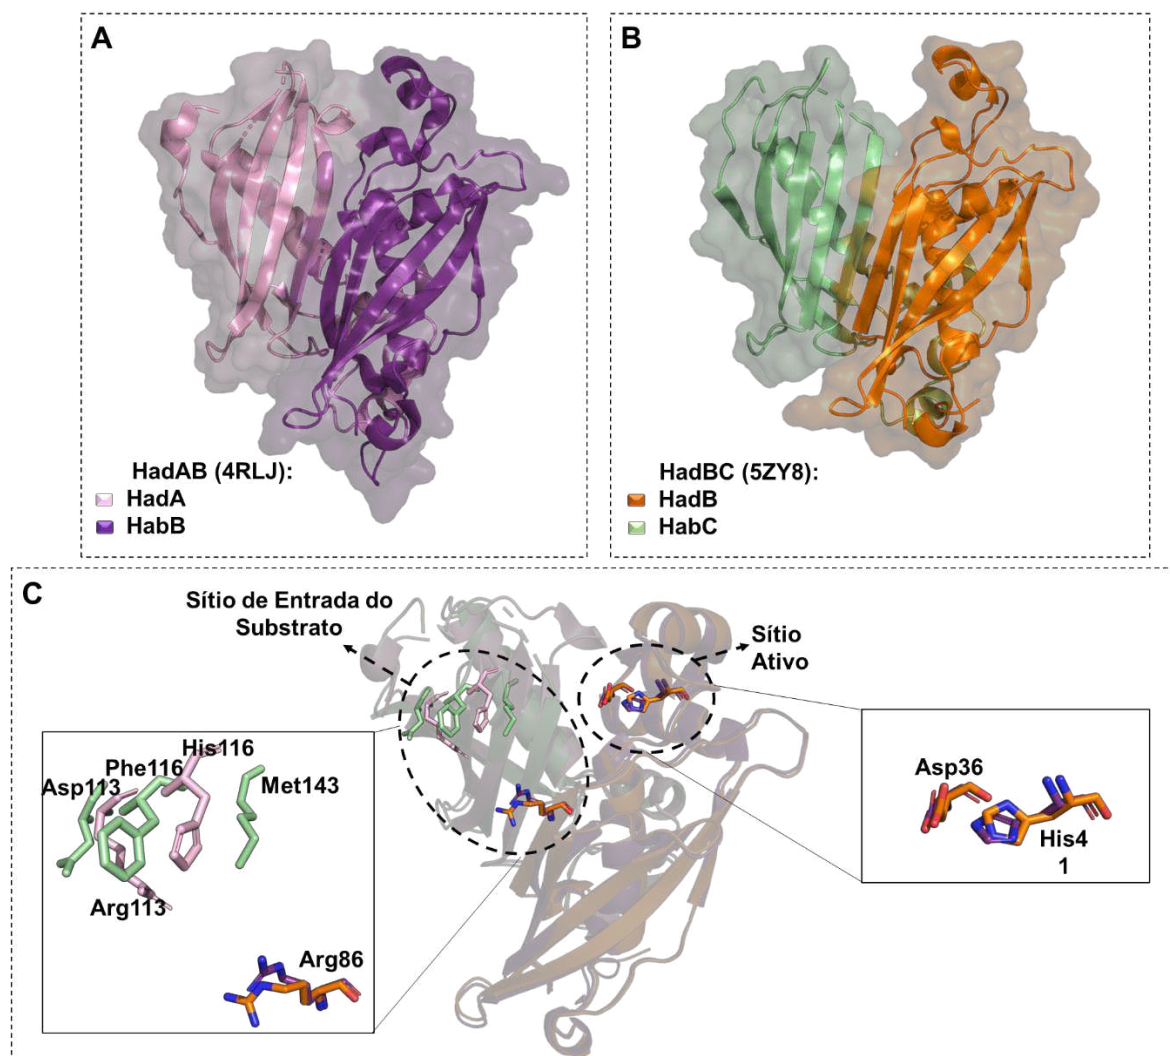 A
HadAB (4RLJ):
HadA
HabB
B
HadBC (5ZY8):
HadB
HabC
C
Sítio de Entrada do
Substrato
Sítio
Ativo
His116
Phe116
Asp113
Met143
Arg113
Arg86
Asp36
His4
1